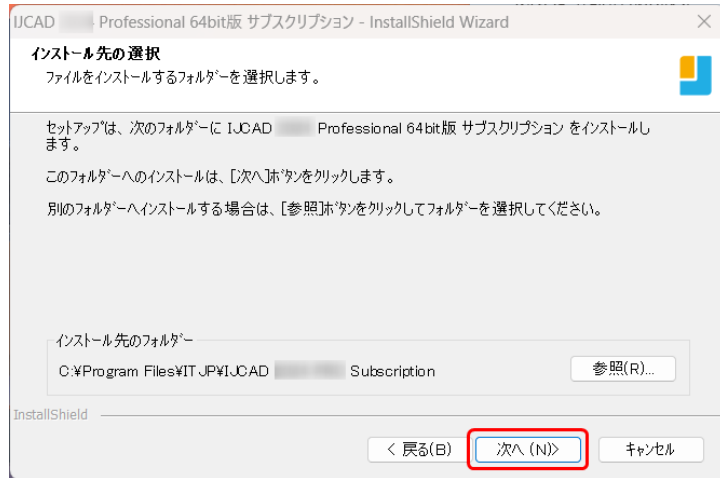 IJCAD Professional 64bit版 サブスクリプション - InstallShield Wizard
インストール先の選択
ファイルをインストールするフォルダーを選択します。
セットアップは、次のフォルダーに IJCAD Professional 64bit版 サブスクリプション をインストールし
ます。
このフォルダーへのインストールは、[次へ]ボタンをクリックします。
別のフォルダーへインストールする場合は、[参照]ボタンをクリックしてフォルダーを選択してください。
インストール先のフォルダー
C:¥Program Files¥ITJP¥IJCAD Subscription
参照(R)...
InstallShield
< 戻る(B)
次へ (N)>
キャンセル